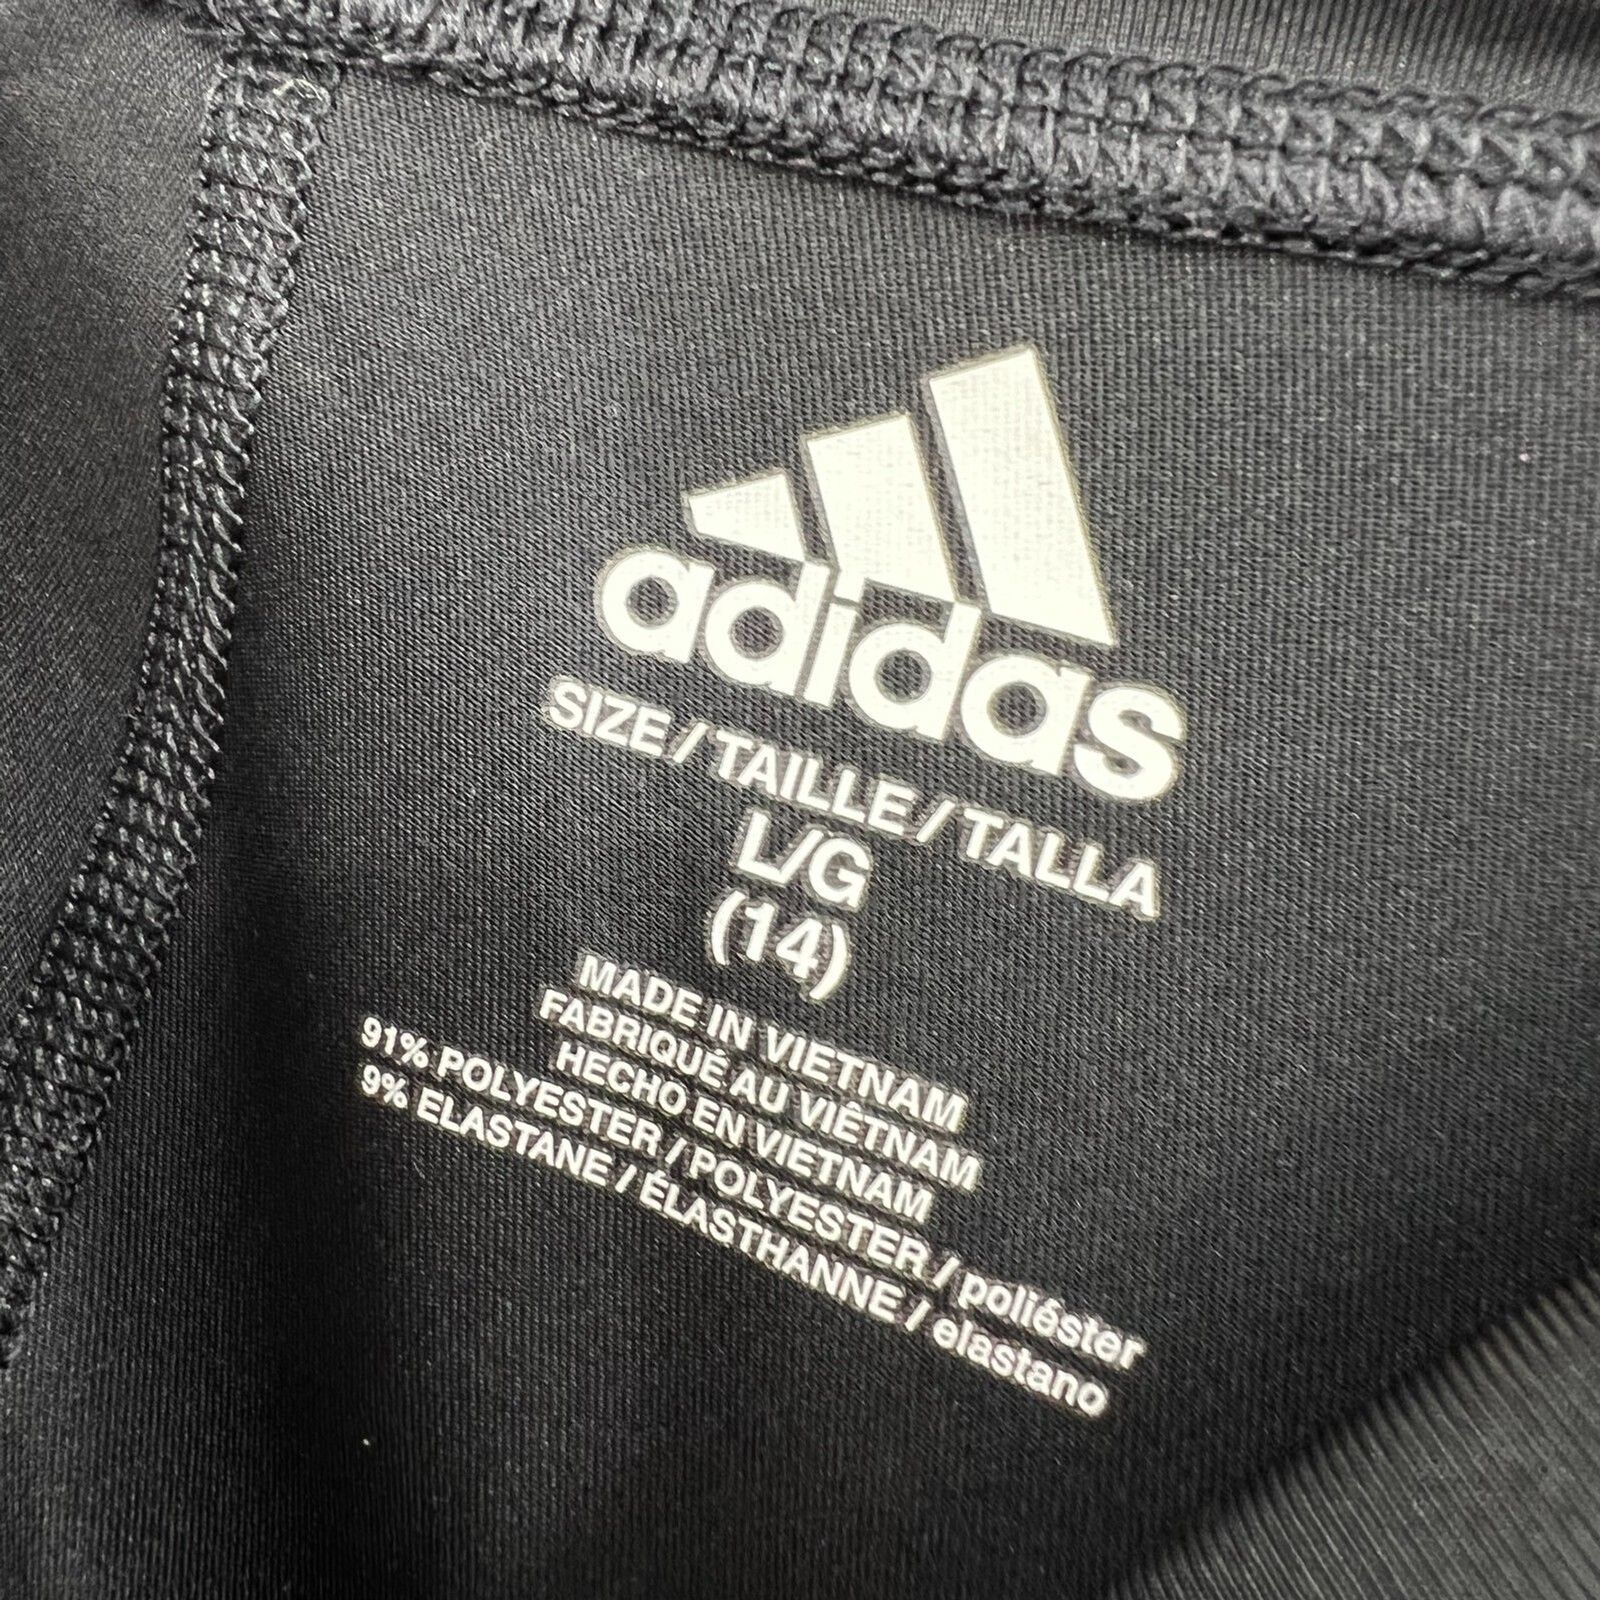 adidas
SIZE / TAILLE / TALLA
L/G
(14)
MADE IN VIETNAM
FABRIQUÉ AU VIÊTNAM
HECHO EN VIETNAM
91% POLYESTER / POLYESTER / poliéster
9% ELASTANE / ÉLASTHANNE / elastano